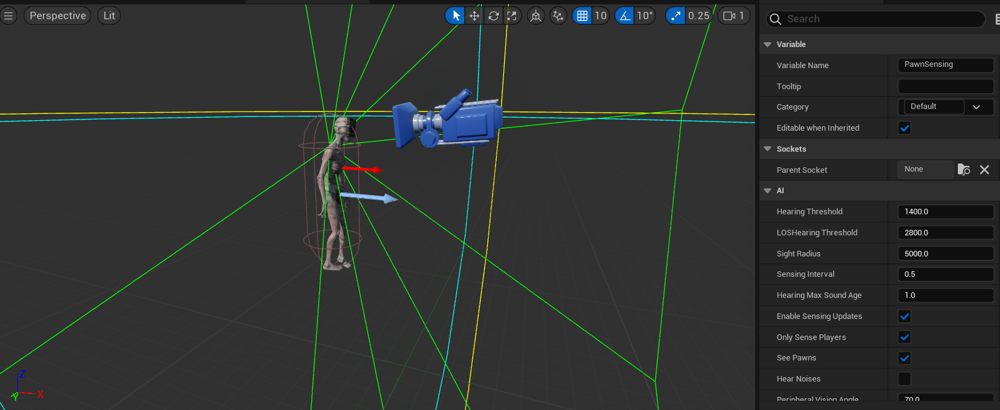 Perspective
Lit
10
10°
0.25
1
Search
Variable
Variable Name PawnSensing
Tooltip
Category Default
Editable when Inherited
Sockets
Parent Socket None
AI
Hearing Threshold 1400.0
LOSHearing Threshold 2800.0
Sight Radius 5000.0
Sensing Interval 0.5
Hearing Max Sound Age 1.0
Enable Sensing Updates
Only Sense Players
See Pawns
Hear Noises
Peripheral Vision Angle 70.0
Z
X
Y